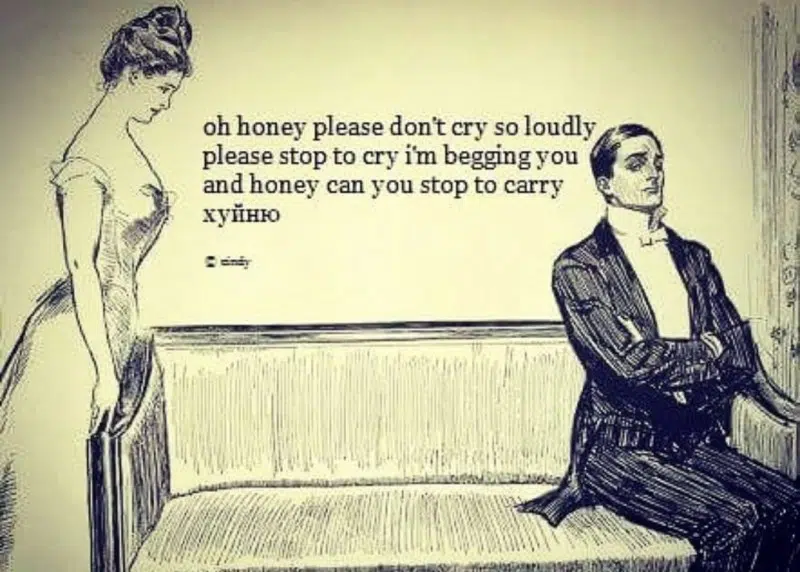 oh honey please don't cry so loudly
please stop to cry i'm begging you
and honey can you stop to carry
хуйню
© zindy